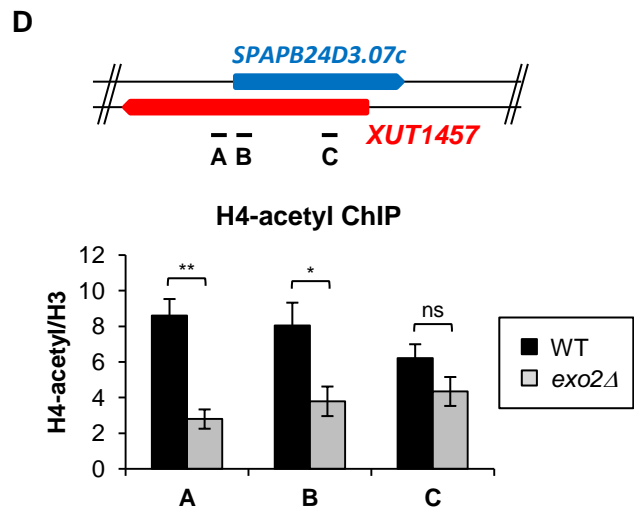 D
SPAPB24D3.07c
XUT1457
A B C
H4-acetyl ChIP
H4-acetyl/H3
12
10
8
6
4
2
0
** * ns
WT
exo2Δ
A B C